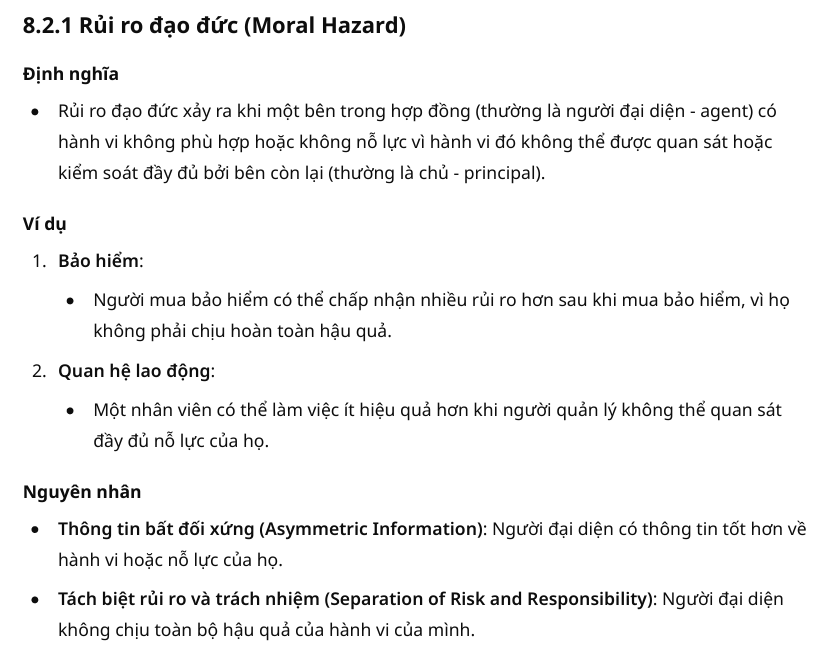 8.2.1 Rủi ro đạo đức (Moral Hazard)
Định nghĩa
• Rủi ro đạo đức xảy ra khi một bên trong hợp đồng (thường là người đại diện - agent) có
hành vi không phù hợp hoặc không nỗ lực vì hành vi đó không thể được quan sát hoặc
kiểm soát đầy đủ bởi bên còn lại (thường là chủ - principal).
Ví dụ
1. Bảo hiểm:
• Người mua bảo hiểm có thể chấp nhận nhiều rủi ro hơn sau khi mua bảo hiểm, vì họ
không phải chịu hoàn toàn hậu quả.
2. Quan hệ lao động:
• Một nhân viên có thể làm việc ít hiệu quả hơn khi người quản lý không thể quan sát
đầy đủ nỗ lực của họ.
Nguyên nhân
• Thông tin bất đối xứng (Asymmetric Information): Người đại diện có thông tin tốt hơn về
hành vi hoặc nỗ lực của họ.
• Tách biệt rủi ro và trách nhiệm (Separation of Risk and Responsibility): Người đại diện
không chịu toàn bộ hậu quả của hành vi của mình.